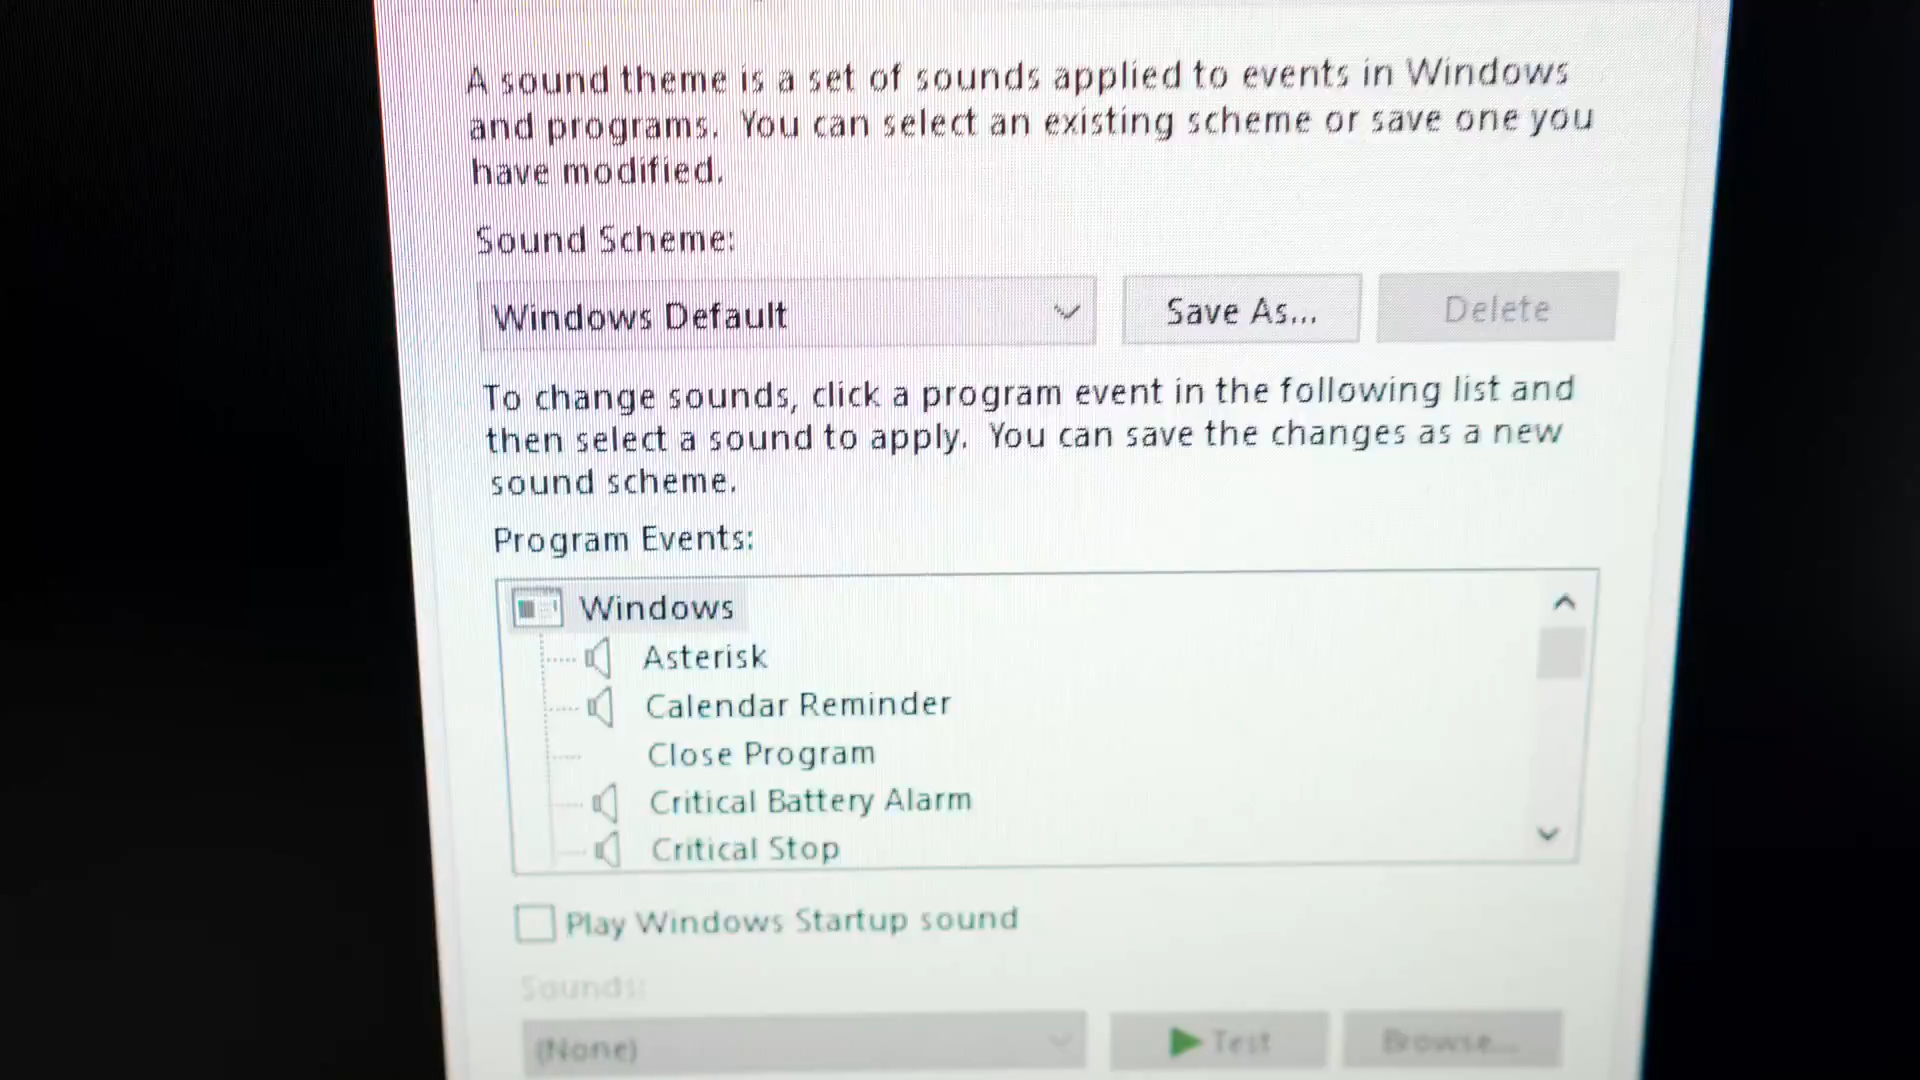 A sound theme is a set of sounds applied to events in Windows
and programs. You can select an existing scheme or save one you
have modified.
Sound Scheme:
Windows Default
Save As...
Delete
To change sounds, click a program event in the following list and
then select a sound to apply. You can save the changes as a new
sound scheme.
Program Events:
Windows
Asterisk
Calendar Reminder
Close Program
Critical Battery Alarm
Critical Stop
Play Windows Startup sound
Sounds:
(None)
Test
Browse...